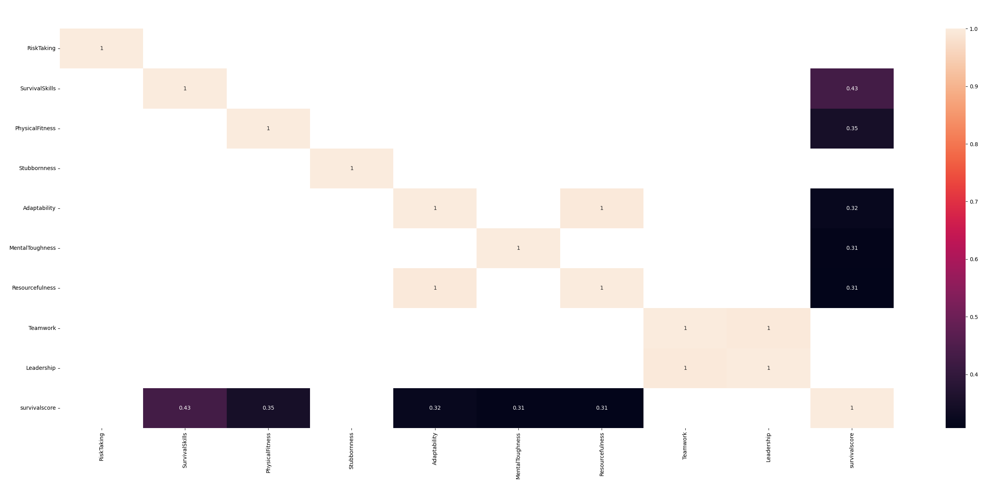 RiskTaking 1 1.0
SurvivalSkills 1 0.43 0.9
PhysicalFitness 1 0.35 0.8
Stubbornness 1
Adaptability 1 1 0.32 0.7
MentalToughness 1 0.31 0.6
Resourcefulness 1 1 0.31
Teamwork 1 1 0.5
Leadership 1 1 0.4
survivalscore 0.43 0.35 0.32 0.31 0.31 1
RiskTaking
SurvivalSkills
PhysicalFitness
Stubbornness
Adaptability
MentalToughness
Resourcefulness
Teamwork
Leadership
survivalscore